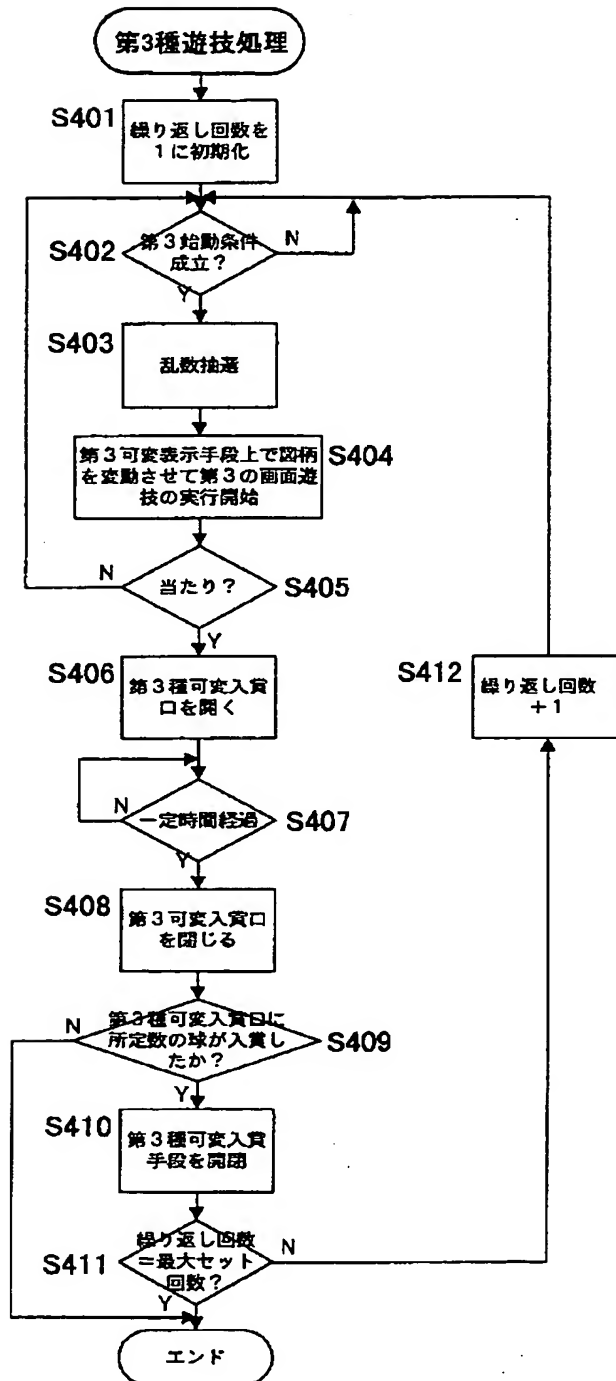 第3種遊技処理
S401
繰り返し回数を
1に初期化
S402
第3始動条件
成立?
N
Y
S403
乱数抽選
第3可変表示手段上で図柄
を変動させて第3の画面遊
技の実行開始
S404
N
当たり?
S405
Y
S406
第3種可変入賞
口を開く
S412
繰り返し回数
+1
N
一定時間経過
S407
Y
S408
第3可変入賞口
を閉じる
N
第3種可変入賞口に
所定数の球が入賞し
たか?
S409
Y
S410
第3種可変入賞
手段を開閉
S411
繰り返し回数
=最大セット
回数?
N
Y
エンド